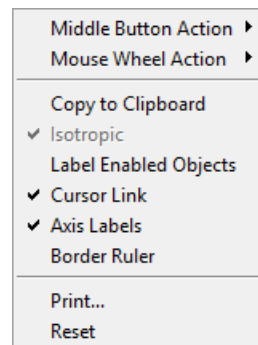 Middle Button Action
Mouse Wheel Action
Copy to Clipboard
Isotropic
Label Enabled Objects
Cursor Link
Axis Labels
Border Ruler
Print...
Reset